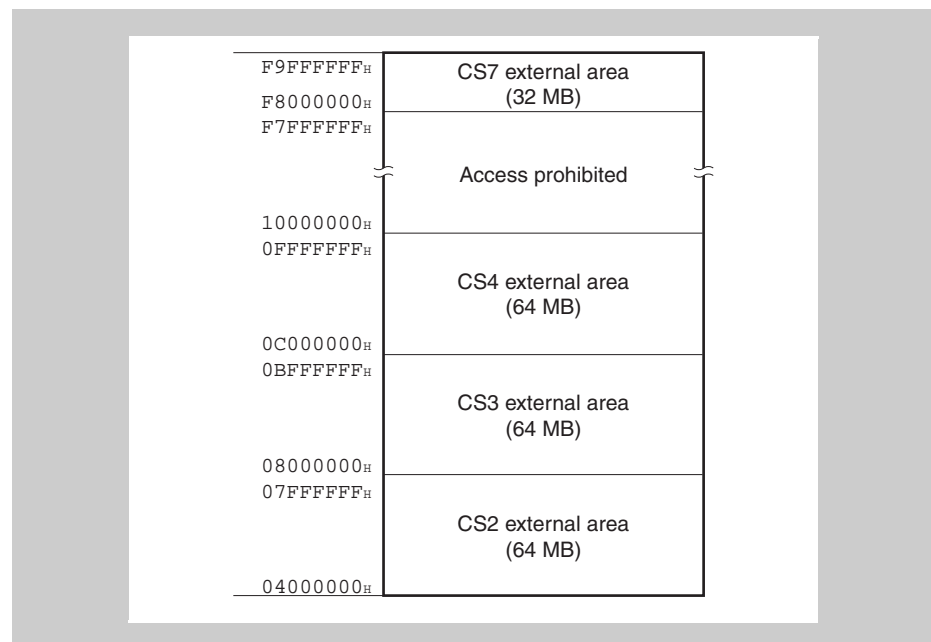 F9FFFFFFH
CS7 external area
(32 MB)
F8000000H
F7FFFFFFH
Access prohibited
10000000H
0FFFFFFFH
CS4 external area
(64 MB)
0C000000H
0BFFFFFFH
CS3 external area
(64 MB)
08000000H
07FFFFFFH
CS2 external area
(64 MB)
04000000H